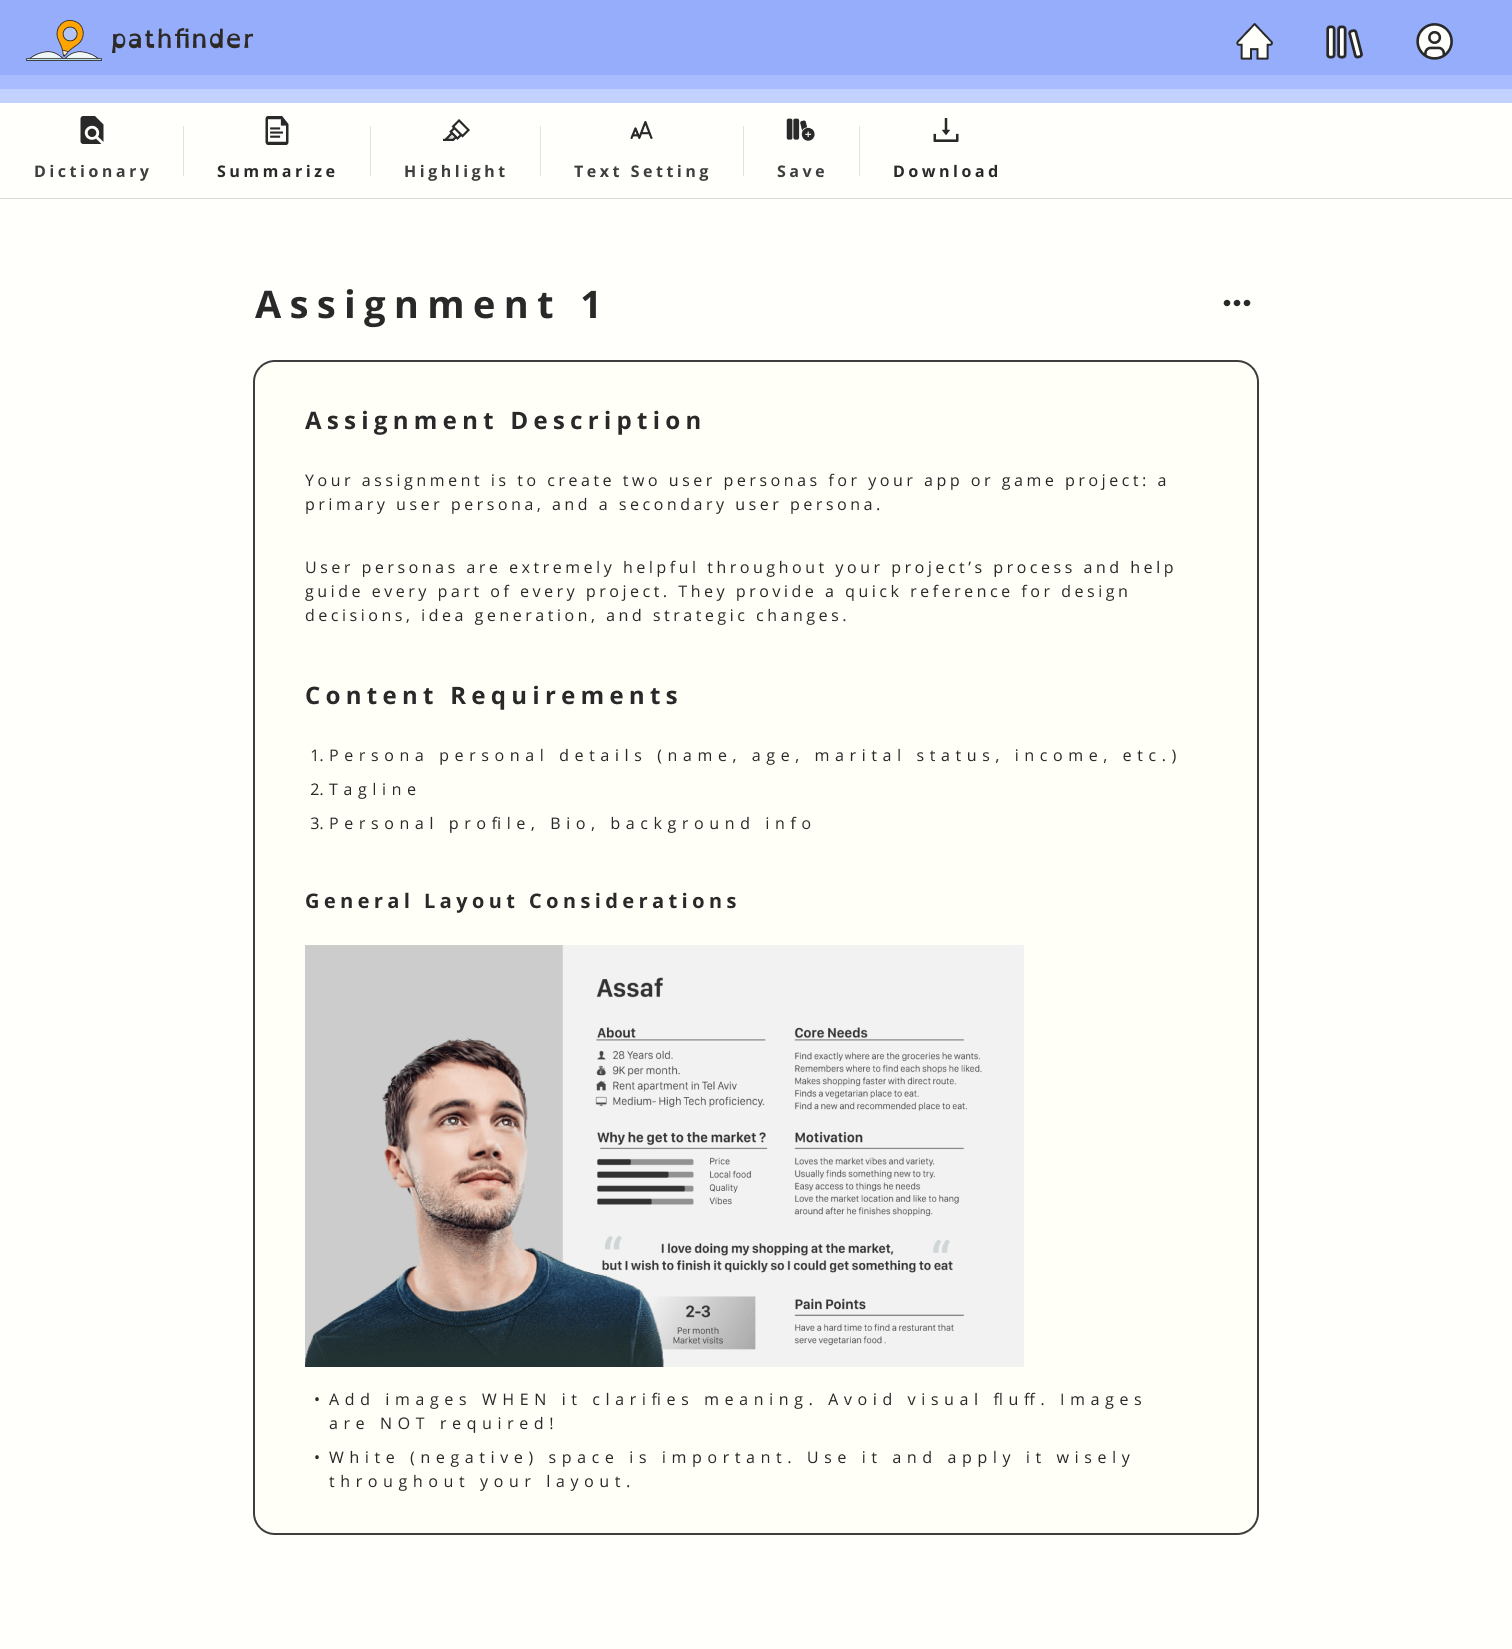 pathfinder
Dictionary
Summarize
Highlight
Text Setting
Save
Download
Assignment 1
Assignment Description
Your assignment is to create two user personas for your app or game project: a
primary user persona, and a secondary user persona.
User personas are extremely helpful throughout your project’s process and help
guide every part of every project. They provide a quick reference for design
decisions, idea generation, and strategic changes.
Content Requirements
1. Persona personal details (name, age, marital status, income, etc.)
2. Tagline
3. Personal profile, Bio, background info
General Layout Considerations
Assaf
About
28 Years old.
9K per month.
Rent apartment in Tel Aviv
Medium- High Tech proficiency.
Core Needs
Find exactly where are the groceries he wants.
Remembers where to find each shops he liked.
Makes shopping faster with direct route.
Finds a vegetarian place to eat.
Find a new and recommended place to eat.
Why he get to the market ?
Price
Local food
Quality
Vibes
Motivation
Loves the market vibes and variety.
Usually finds something new to try.
Easy access to things he needs
Love the market location and like to hang
around after he finishes shopping.
“ I love doing my shopping at the market, “
but I wish to finish it quickly so I could get something to eat
2-3
Per month
Market visits
Pain Points
Have a hard time to find a resturant that
serve vegetarian food .
• Add images WHEN it clarifies meaning. Avoid visual fluff. Images
are NOT required!
• White (negative) space is important. Use it and apply it wisely
throughout your layout.